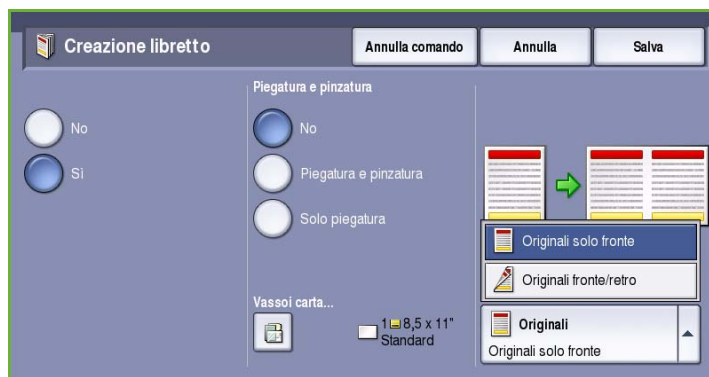 Creazione libretto
Annulla comando
Annulla
Salva
No
Sì
Piegatura e pinzatura
No
Piegatura e pinzatura
Solo piegatura
Vassoi carta...
1 8,5 x 11"
Standard
Originali solo fronte
Originali fronte/retro
Originali
Originali solo fronte